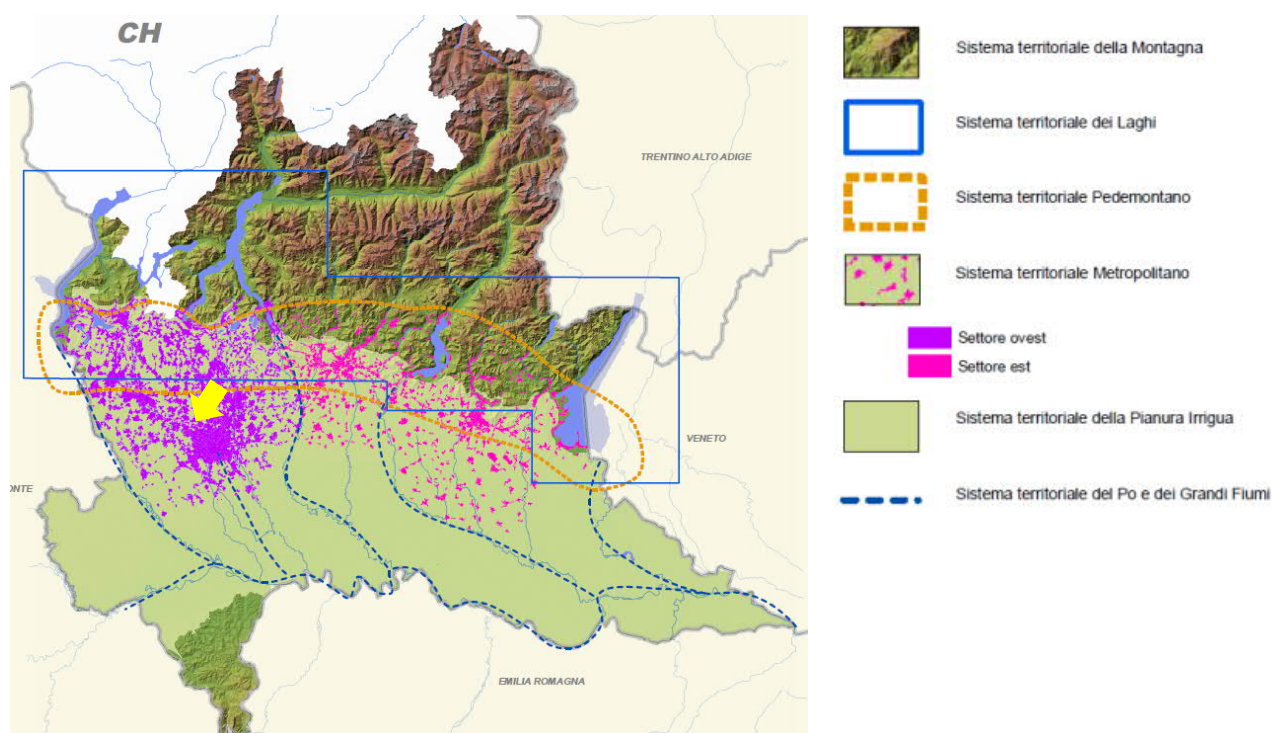 CH
TRENTINO ALTO ADIGE
VENETO
ONTE
EMILIA ROMAGNA
Sistema territoriale della Montagna
Sistema territoriale dei Laghi
Sistema territoriale Pedemontano
Sistema territoriale Metropolitano
Settore ovest
Settore est
Sistema territoriale della Pianura Irrigua
Sistema territoriale del Po e dei Grandi Fiumi